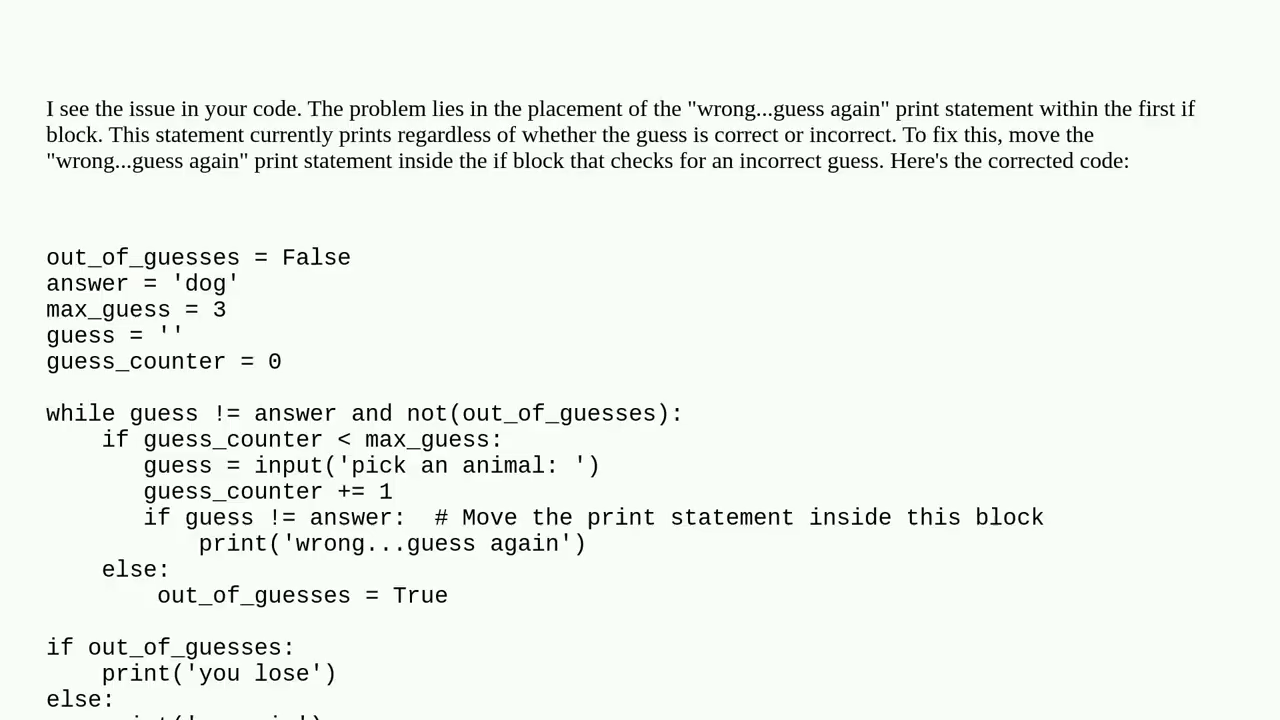 I see the issue in your code. The problem lies in the placement of the "wrong...guess again" print statement within the first if
block. This statement currently prints regardless of whether the guess is correct or incorrect. To fix this, move the
"wrong...guess again" print statement inside the if block that checks for an incorrect guess. Here's the corrected code:
out_of_guesses = False
answer = 'dog'
max_guess = 3
guess = ''
guess_counter = 0
while guess != answer and not(out_of_guesses):
    if guess_counter < max_guess:
       guess = input('pick an animal: ')
       guess_counter += 1
       if guess != answer:  # Move the print statement inside this block
           print('wrong...guess again')
    else:
        out_of_guesses = True
if out_of_guesses:
    print('you lose')
else: